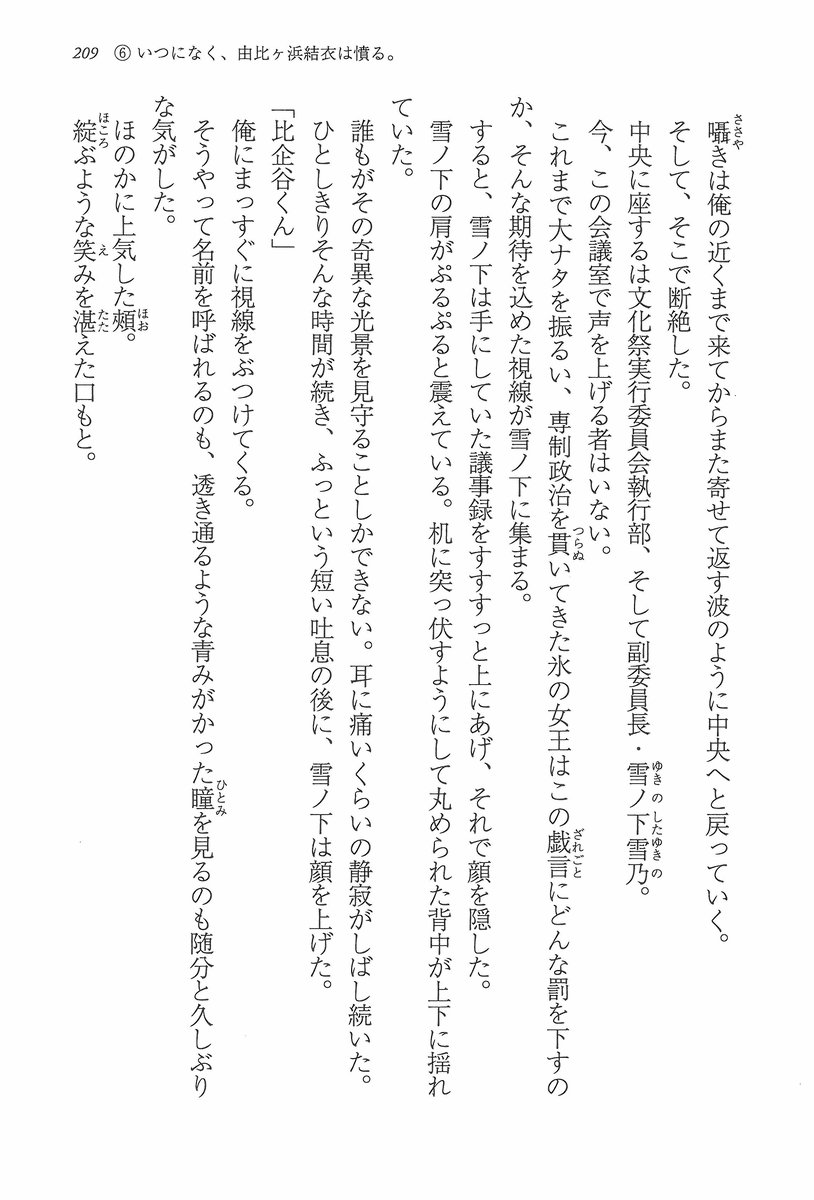 209 ⑥ いつになく、由比ヶ浜結衣は憤る。
囁きは俺の近くまで来てからまた寄せて返す波のように中央へと戻っていく。
そして、そこで断絶した。
中央に座するは文化祭実行委員会執行部、そして副委員長・雪ノ下雪乃。
今、この会議室で声を上げる者はいない。
これまで大ナタを振るい、専制政治を貫いてきた氷の女王はこの戯言にどんな罰を下すの
か、そんな期待を込めた視線が雪ノ下に集まる。
すると、雪ノ下は手にしていた議事録をすすすっと上にあげ、それで顔を隠した。
雪ノ下の肩がぷるぷると震えている。机に突っ伏すようにして丸められた背中が上下に揺れ
ていた。
誰もがその奇異な光景を見守ることしかできない。耳に痛いくらいの静寂がしばし続いた。
ひとしきりそんな時間が続き、ふっという短い吐息の後に、雪ノ下は顔を上げた。
「比企谷くん」
俺にまっすぐに視線をぶつけてくる。
そうやって名前を呼ばれるのも、透き通るような青みがかった瞳を見るのも随分と久しぶり
な気がした。
ほのかに上気した頬。
綻ぶような笑みを湛えた口もと。